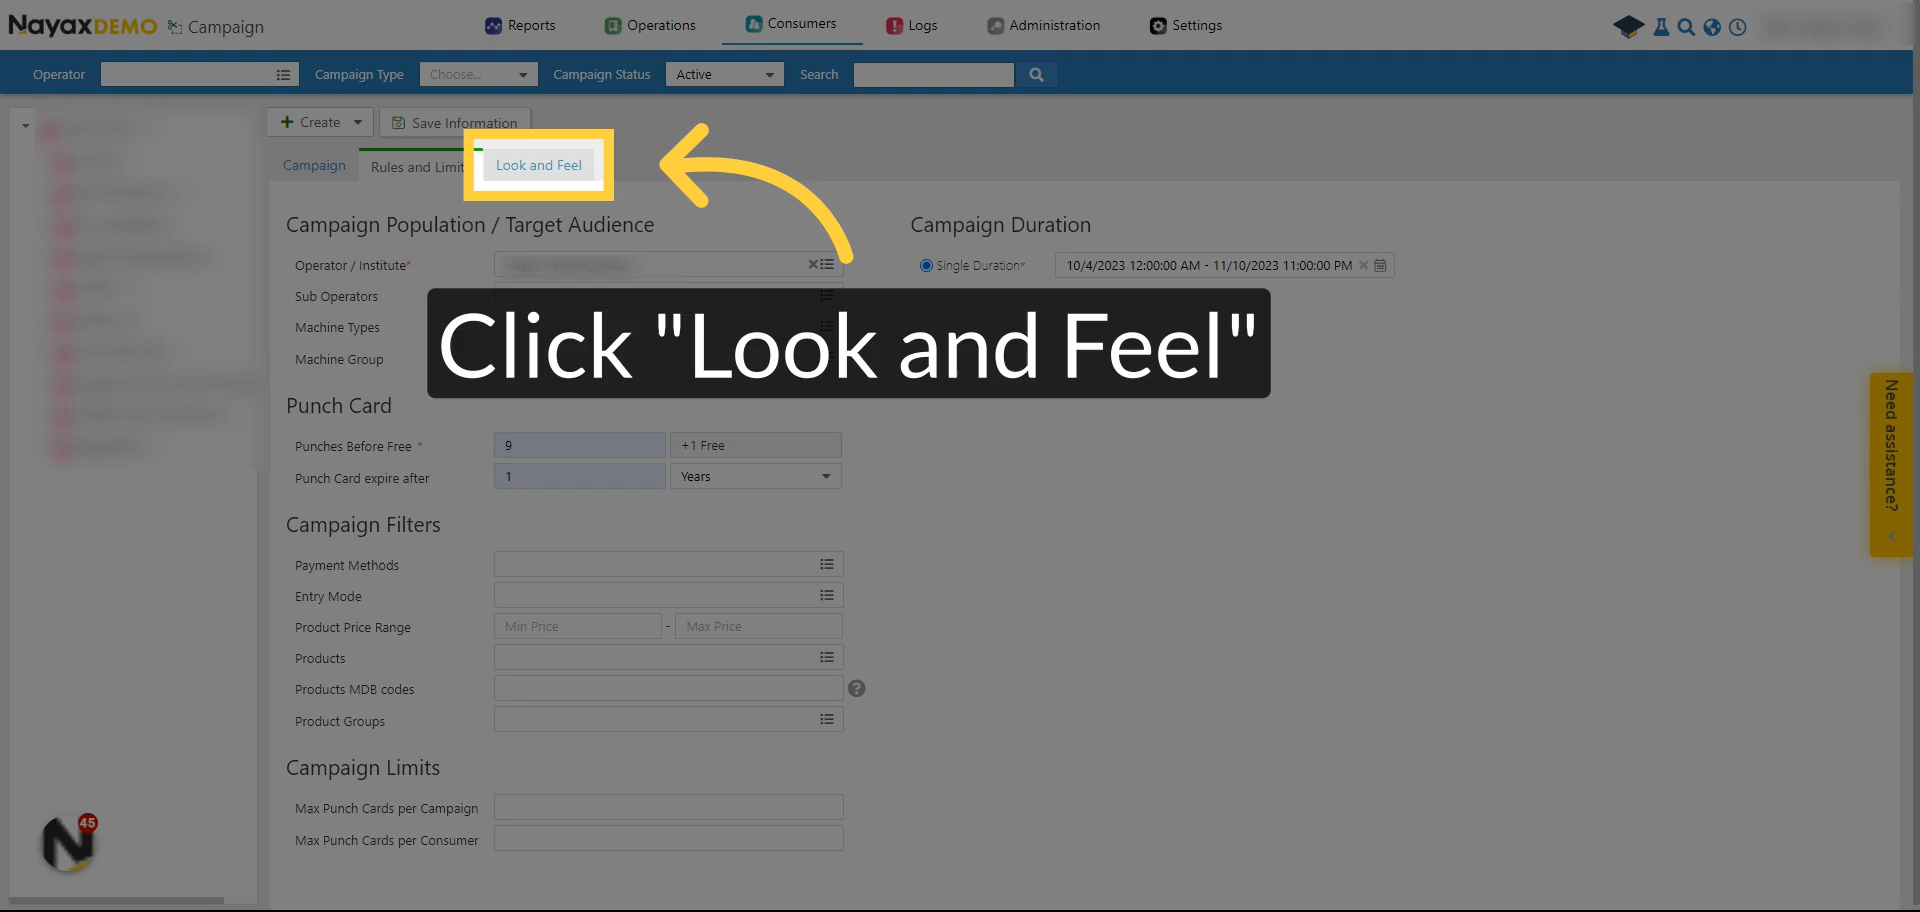 NayaxDEMO Campaign Reports Operations Consumers Logs Administration Settings
Operator Campaign Type Choose... Campaign Status Active Search
+ Create Save Information
Campaign Rules and Limit Look and Feel
Campaign Population / Target Audience Campaign Duration
Operator / Institute* Single Duration* 10/4/2023 12:00:00 AM - 11/10/2023 11:00:00 PM
Sub Operators
Machine Types
Machine Group
Click "Look and Feel"
Punch Card
Punches Before Free * 9 +1 Free
Punch Card expire after 1 Years
Campaign Filters
Payment Methods
Entry Mode
Product Price Range Min Price - Max Price
Products
Products MDB codes ?
Product Groups
Campaign Limits
Max Punch Cards per Campaign
Max Punch Cards per Consumer
Need assistance?
N 45